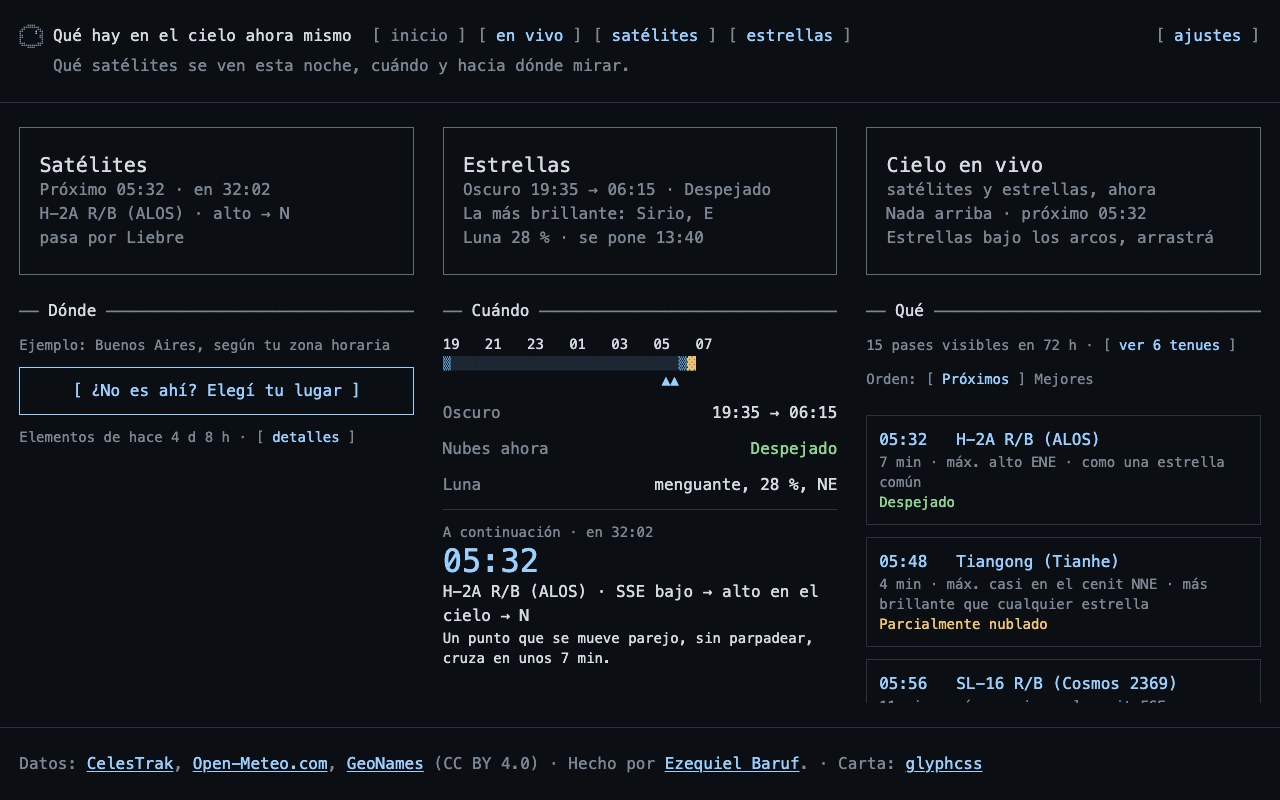 Qué hay en el cielo ahora mismo [ inicio ] [ en vivo ] [ satélites ] [ estrellas ] [ ajustes ]
Qué satélites se ven esta noche, cuándo y hacia dónde mirar.
Satélites
Próximo 05:32 · en 32:02
H-2A R/B (ALOS) · alto → N
pasa por Liebre
Estrellas
Oscuro 19:35 → 06:15 · Despejado
La más brillante: Sirio, E
Luna 28 % · se pone 13:40
Cielo en vivo
satélites y estrellas, ahora
Nada arriba · próximo 05:32
Estrellas bajo los arcos, arrastrá
Dónde
Ejemplo: Buenos Aires, según tu zona horaria
[ ¿No es ahí? Elegí tu lugar ]
Elementos de hace 4 d 8 h · [ detalles ]
Cuándo
19 21 23 01 03 05 07
Oscuro 19:35 → 06:15
Nubes ahora Despejado
Luna menguante, 28 %, NE
A continuación · en 32:02
05:32
H-2A R/B (ALOS) · SSE bajo → alto en el
cielo → N
Un punto que se mueve parejo, sin parpadear,
cruza en unos 7 min.
Qué
15 pases visibles en 72 h · [ ver 6 tenues ]
Orden: [ Próximos ] Mejores
05:32 H-2A R/B (ALOS)
7 min · máx. alto ENE · como una estrella
común
Despejado
05:48 Tiangong (Tianhe)
4 min · máx. casi en el cenit NNE · más
brillante que cualquier estrella
Parcialmente nublado
05:56 SL-16 R/B (Cosmos 2369)
Datos: CelesTrak, Open-Meteo.com, GeoNames (CC BY 4.0) · Hecho por Ezequiel Baruf. · Carta: glyphcss